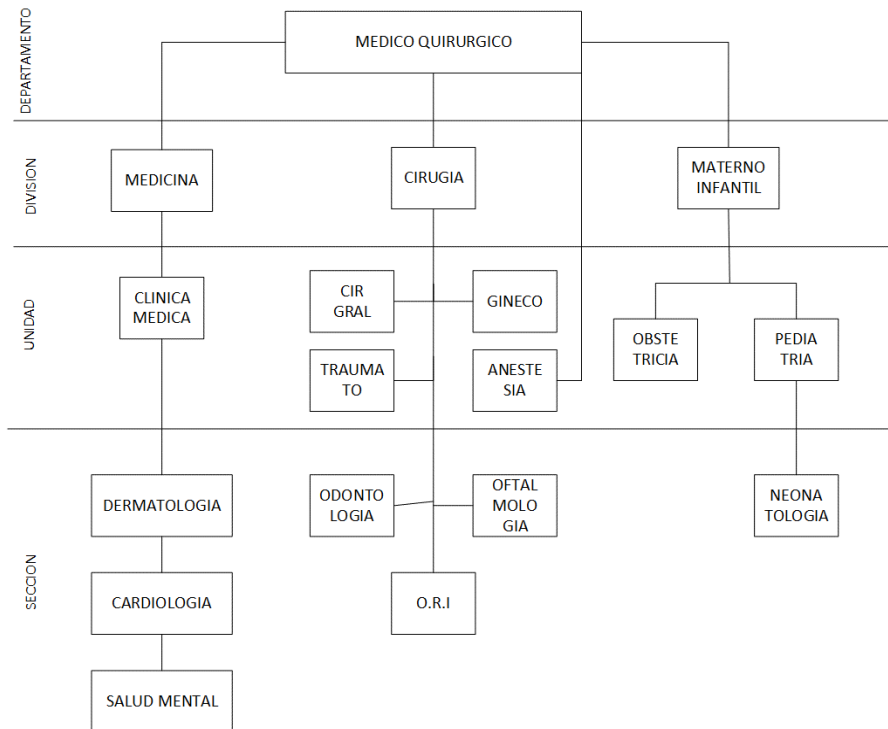 DEPARTAMENTO
MEDICO QUIRURGICO
DIVISION
MEDICINA
CIRUGIA
MATERNO
INFANTIL
UNIDAD
CLINICA
MEDICA
CIR
GRAL
GINECO
TRAUMA
TO
ANESTE
SIA
OBSTE
TRICIA
PEDIA
TRIA
SECCION
DERMATOLOGIA
ODONTO
LOGIA
OFTAL
MOLO
GIA
NEONA
TOLOGIA
CARDIOLOGIA
O.R.I
SALUD MENTAL